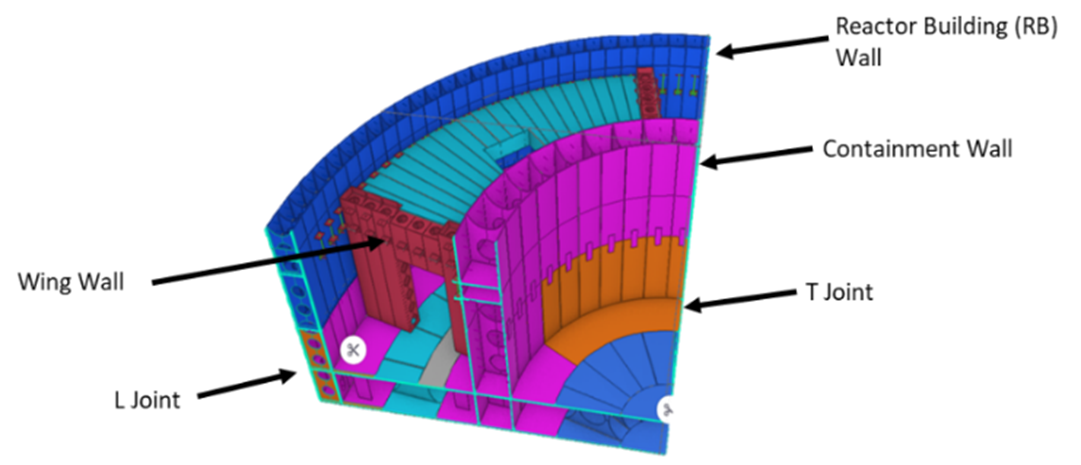 Reactor Building (RB)
Wall
Containment Wall
Wing Wall
T Joint
L Joint